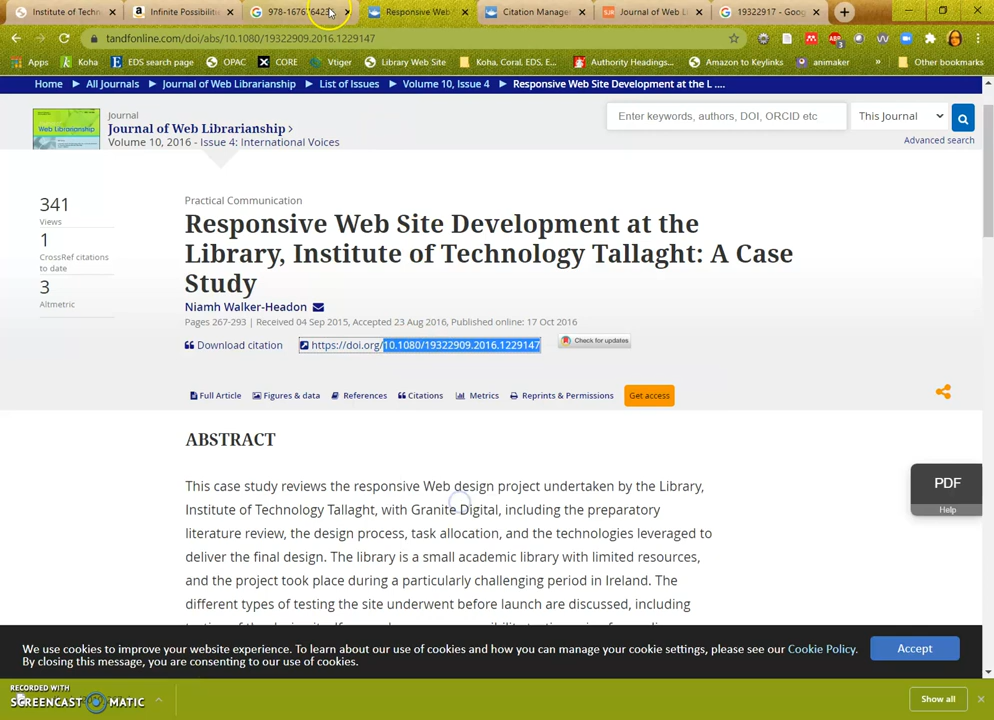 Institute of Techn
Infinite Possibiliti
978-1676764236
Responsive Web
Citation Manage
Journal of Web L
19322917 - Goog
tandfonline.com/doi/abs/10.1080/19322909.2016.1229147
Apps
Koha
EDS search page
OPAC
CORE
Vtiger
Library Web Site
Koha, Coral, EDS, E...
Authority Headings...
Amazon to Keylinks
animaker
»
Other bookmarks
Home
All Journals
Journal of Web Librarianship
List of Issues
Volume 10, Issue 4
Responsive Web Site Development at the L ....
Web Librarianship
Journal
Journal of Web Librarianship ›
Volume 10, 2016 - Issue 4: International Voices
Enter keywords, authors, DOI, ORCID etc
This Journal
Advanced search
341
Views
1
CrossRef citations
to date
3
Altmetric
Practical Communication
Responsive Web Site Development at the
Library, Institute of Technology Tallaght: A Case
Study
Niamh Walker-Headon
Pages 267-293 | Received 04 Sep 2015, Accepted 23 Aug 2016, Published online: 17 Oct 2016
Download citation
https://doi.org/10.1080/19322909.2016.1229147
Check for updates
Full Article
Figures & data
References
Citations
Metrics
Reprints & Permissions
Get access
ABSTRACT
This case study reviews the responsive Web design project undertaken by the Library,
Institute of Technology Tallaght, with Granite Digital, including the preparatory
literature review, the design process, task allocation, and the technologies leveraged to
deliver the final design. The library is a small academic library with limited resources,
and the project took place during a particularly challenging period in Ireland. The
different types of testing the site underwent before launch are discussed, including
PDF
Help
We use cookies to improve your website experience. To learn about our use of cookies and how you can manage your cookie settings, please see our Cookie Policy.
By closing this message, you are consenting to our use of cookies.
Accept
RECORDED WITH
SCREENCAST MATIC
Show all